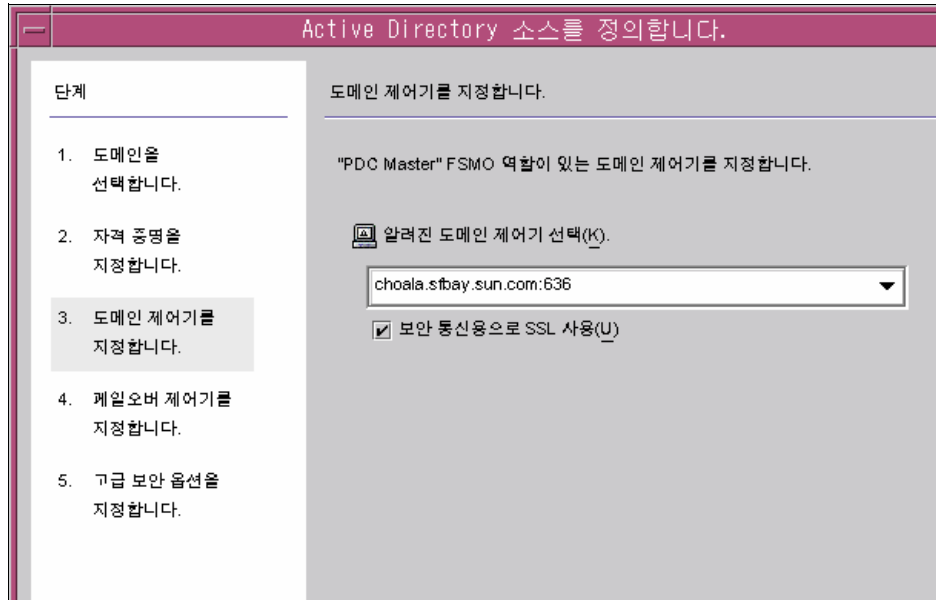 Active Directory 소스를 정의합니다.
단계
1. 도메인을
선택합니다.
2. 자격 증명을
지정합니다.
3. 도메인 제어기를
지정합니다.
4. 페일오버 제어기를
지정합니다.
5. 고급 보안 옵션을
지정합니다.
도메인 제어기를 지정합니다.
"PDC Master" FSMO 역할이 있는 도메인 제어기를 지정합니다.
알려진 도메인 제어기 선택(K).
choala.sfbay.sun.com:636
보안 통신용으로 SSL 사용(U)